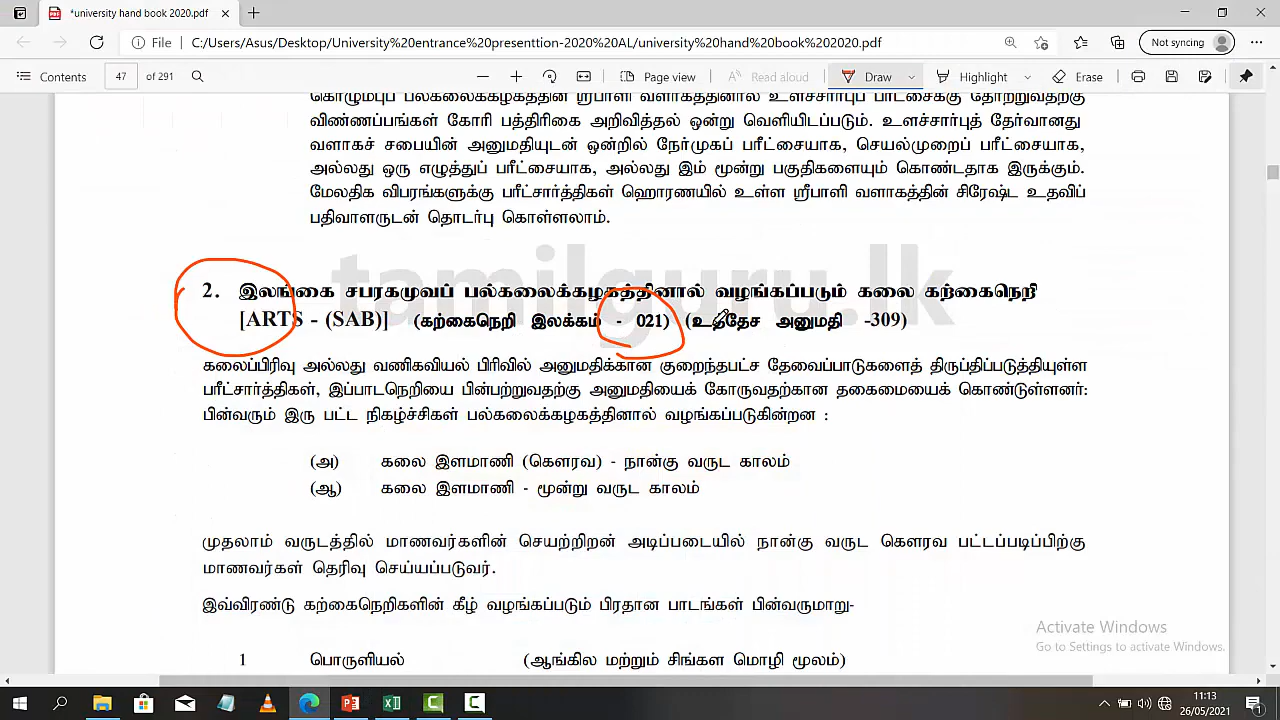 *university hand book 2020.pdf
File
C:/Users/Asus/Desktop/University%20entrance%20presenttion-2020%20AL/university%20hand%20book%202020.pdf
Not syncing
Contents
47
of 291
Page view
Read aloud
Draw
Highlight
Erase
கொழும்புப் பல்கலைக்கழகத்தின் ஸ்ரீபாளி வளாகத்தினால் உளச்சார்புப் பரீட்சைக்கு தோற்றுவதற்கு
விண்ணப்பங்கள் கோரி பத்திரிகை அறிவித்தல் ஒன்று வெளியிடப்படும். உளச்சார்புத் தேர்வானது
வளாகச் சபையின் அனுமதியுடன் ஒன்றில் நேர்முகப் பரீட்சையாக, செயல்முறைப் பரீட்சையாக,
அல்லது ஒரு எழுத்துப் பரீட்சையாக, அல்லது இம் மூன்று பகுதிகளையும் கொண்டதாக இருக்கும்.
மேலதிக விபரங்களுக்கு பரீட்சார்த்திகள் ஹொரணயில் உள்ள ஸ்ரீபாளி வளாகத்தின் சிரேஷ்ட உதவிப்
பதிவாளருடன் தொடர்பு கொள்ளலாம்.
tamilguru.lk
2. இலங்கை சபரகமுவப் பல்கலைக்கழகத்தினால் வழங்கப்படும் கலை கற்கைநெறி
[ARTS - (SAB)] (கற்கைநெறி இலக்கம் - 021) (உத்தேச அனுமதி -309)
கலைப்பிரிவு அல்லது வணிகவியல் பிரிவில் அனுமதிக்கான குறைந்தபட்ச தேவைப்பாடுகளைத் திருப்திப்படுத்தியுள்ள
பரீட்சார்த்திகள், இப்பாடநெறியை பின்பற்றுவதற்கு அனுமதியைக் கோருவதற்கான தகைமையைக் கொண்டுள்ளனர்:
பின்வரும் இரு பட்ட நிகழ்ச்சிகள் பல்கலைக்கழகத்தினால் வழங்கப்படுகின்றன :
(அ) கலை இளமாணி (கௌரவ) - நான்கு வருட காலம்
(ஆ) கலை இளமாணி - மூன்று வருட காலம்
முதலாம் வருடத்தில் மாணவர்களின் செயற்றிறன் அடிப்படையில் நான்கு வருட கௌரவ பட்டப்படிப்பிற்கு
மாணவர்கள் தெரிவு செய்யப்படுவர்.
இவ்விரண்டு கற்கைநெறிகளின் கீழ் வழங்கப்படும் பிரதான பாடங்கள் பின்வருமாறு-
1 பொருளியல் (ஆங்கில மற்றும் சிங்கள மொழி மூலம்)
Activate Windows
Go to Settings to activate Windows.
11:13
26/05/2021